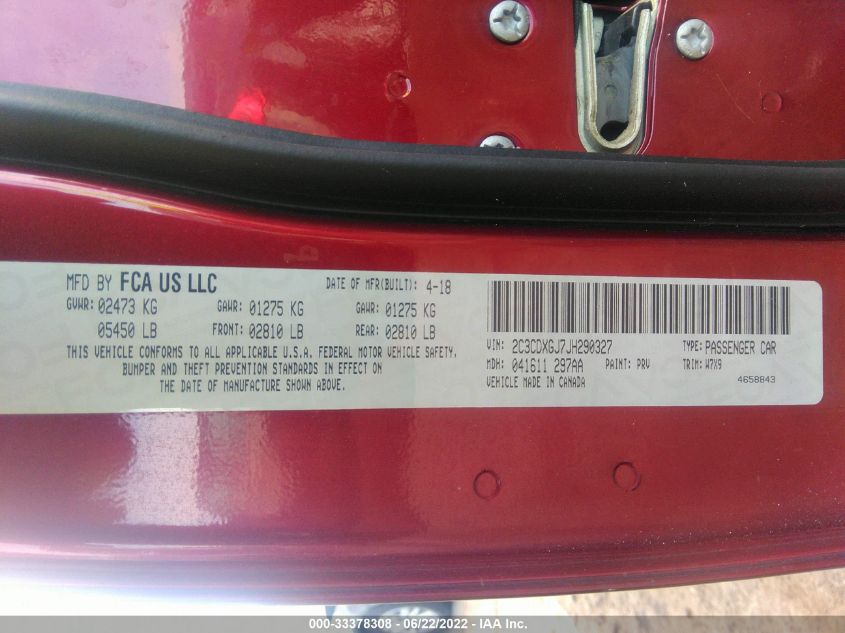 MFD BY FCA US LLC DATE OF MFR(BUILT): 4-18
GVWR: 02473 KG GAWR: 01275 KG GAWR: 01275 KG
05450 LB FRONT: 02810 LB REAR: 02810 LB
THIS VEHICLE CONFORMS TO ALL APPLICABLE U.S.A. FEDERAL MOTOR VEHICLE SAFETY,
BUMPER AND THEFT PREVENTION STANDARDS IN EFFECT ON
THE DATE OF MANUFACTURE SHOWN ABOVE.
VIN: 2C3CDXGJ7JH290327 TYPE: PASSENGER CAR
MDH: 041611 297AA PAINT: PRV TRIM: W7X9
VEHICLE MADE IN CANADA 4658843
000-33378308 - 06/22/2022 - IAA Inc.